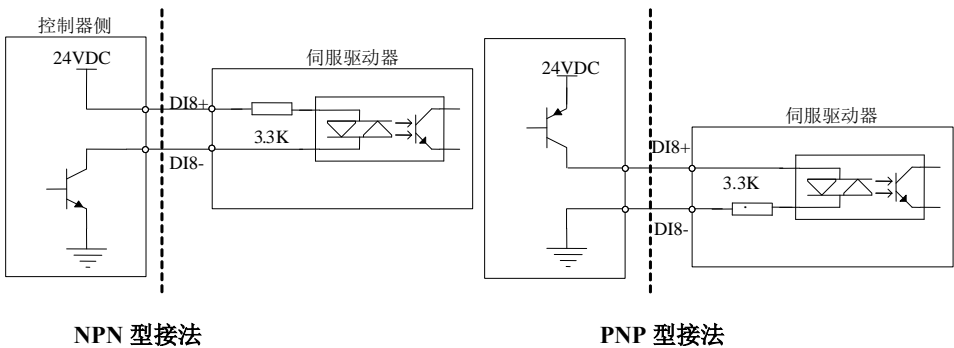 控制器侧
24VDC
伺服驱动器
DI8+
3.3K
DI8-
NPN 型接法
24VDC
伺服驱动器
DI8+
3.3K
DI8-
PNP 型接法